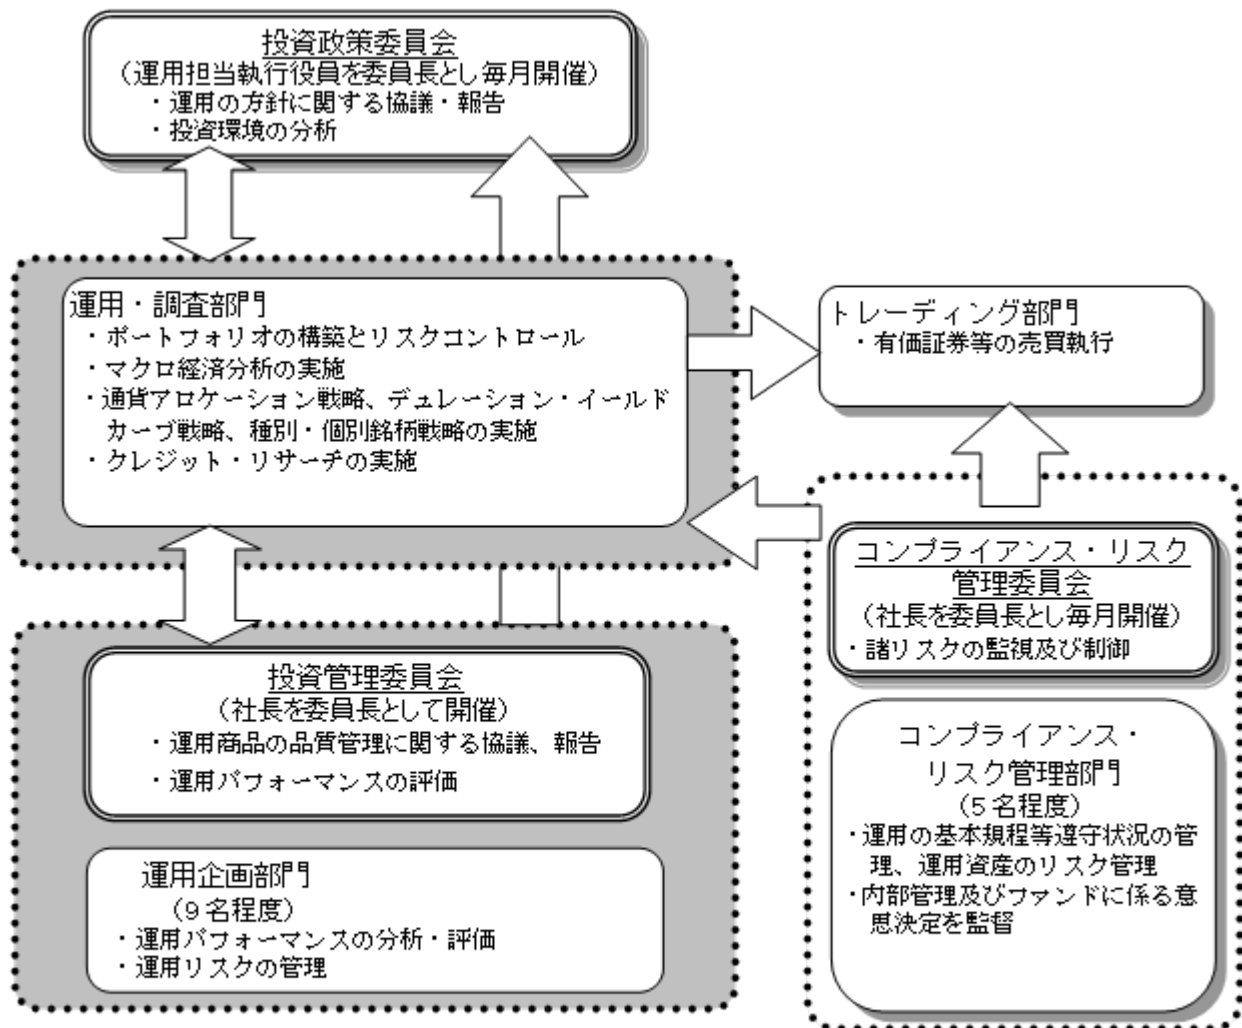 投資政策委員会
（運用担当執行役員を委員長とし毎月開催）
・運用の方針に関する協議・報告
・投資環境の分析
運用・調査部門
・ポートフォリオの構築とリスクコントロール
・マクロ経済分析の実施
・通貨アロケーション戦略、デュレーション・イールド
カーブ戦略、種別・個別銘柄戦略の実施
・クレジット・リサーチの実施
トレーディング部門
・有価証券等の売買執行
コンプライアンス・リスク
管理委員会
（社長を委員長とし毎月開催）
・諸リスクの監視及び制御
コンプライアンス・
リスク管理部門
（５名程度）
・運用の基本規程等遵守状況の管
理、運用資産のリスク管理
・内部管理及びファンドに係る意
思決定を監督
投資管理委員会
（社長を委員長として開催）
・運用商品の品質管理に関する協議、報告
・運用パフォーマンスの評価
運用企画部門
（９名程度）
・運用パフォーマンスの分析・評価
・運用リスクの管理